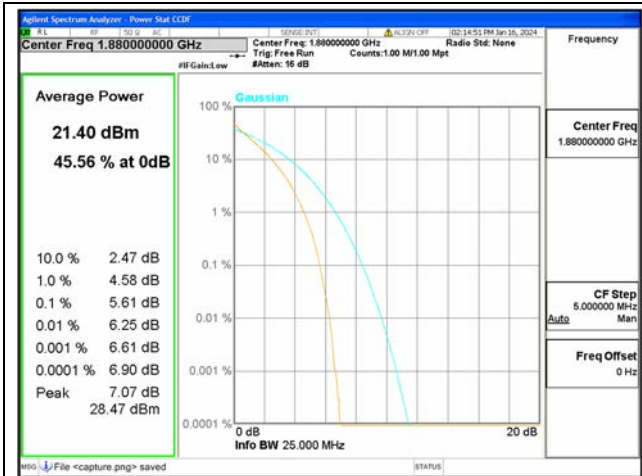 Agilent Spectrum Analyzer - Power Stat CCDF
RL RF 50 Ω AC SENSE:INT ALIGN OFF 02:14:51 PM Jan 16, 2024
Center Freq 1.880000000 GHz
Center Freq: 1.880000000 GHz Radio Std: None
Trig: Free Run Counts:1.00 M/1.00 Mpt
#IFGain:Low #Atten: 16 dB
Frequency
Average Power
21.40 dBm
45.56 % at 0dB
10.0 % 2.47 dB
1.0 % 4.58 dB
0.1 % 5.61 dB
0.01 % 6.25 dB
0.001 % 6.61 dB
0.0001 % 6.90 dB
Peak 7.07 dB
28.47 dBm
Gaussian
100 %
10 %
1 %
0.1 %
0.01 %
0.001 %
0.0001 %
0 dB 20 dB
Info BW 25.000 MHz
Center Freq
1.880000000 GHz
CF Step
5.000000 MHz
Auto Man
Freq Offset
0 Hz
MSG File <capture.png> saved STATUS